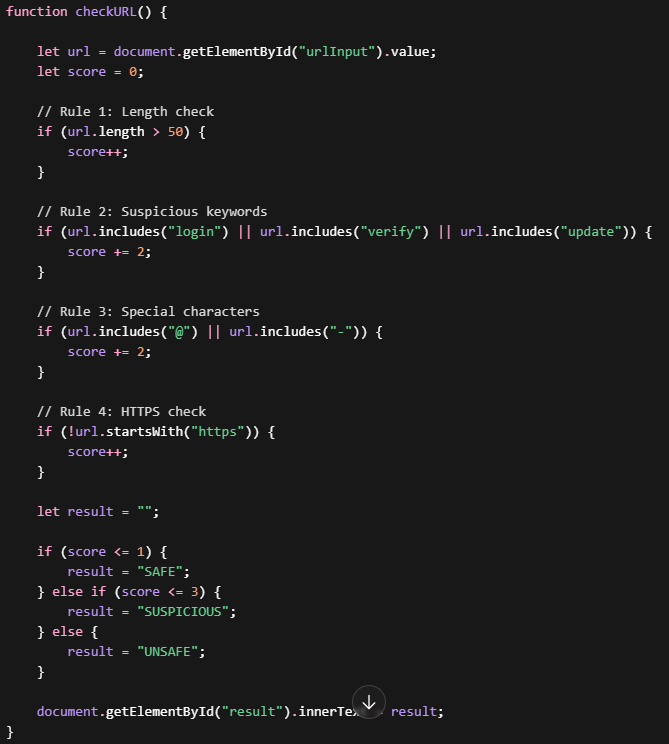 function checkURL() {
let url = document.getElementById("urlInput").value;
let score = 0;
// Rule 1: Length check
if (url.length > 50) {
score++;
}
// Rule 2: Suspicious keywords
if (url.includes("login") || url.includes("verify") || url.includes("update")) {
score += 2;
}
// Rule 3: Special characters
if (url.includes("@") || url.includes("-")) {
score += 2;
}
// Rule 4: HTTPS check
if (!url.startsWith("https")) {
score++;
}
let result = "";
if (score <= 1) {
result = "SAFE";
} else if (score <= 3) {
result = "SUSPICIOUS";
} else {
result = "UNSAFE";
}
document.getElementById("result").innerTe result;
}